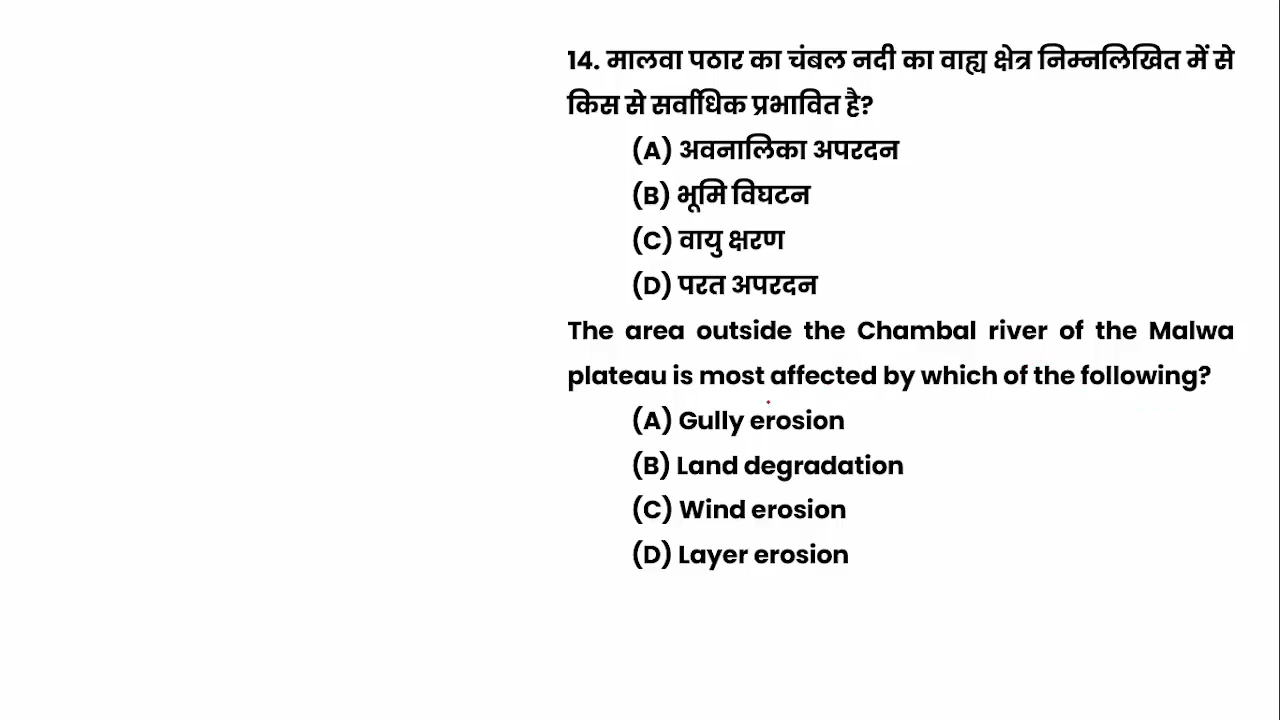 14. मालवा पठार का चंबल नदी का वाह्य क्षेत्र निम्नलिखित में से
किस से सर्वाधिक प्रभावित है?
(A) अवनालिका अपरदन
(B) भूमि विघटन
(C) वायु क्षरण
(D) परत अपरदन
The area outside the Chambal river of the Malwa
plateau is most affected by which of the following?
(A) Gully erosion
(B) Land degradation
(C) Wind erosion
(D) Layer erosion